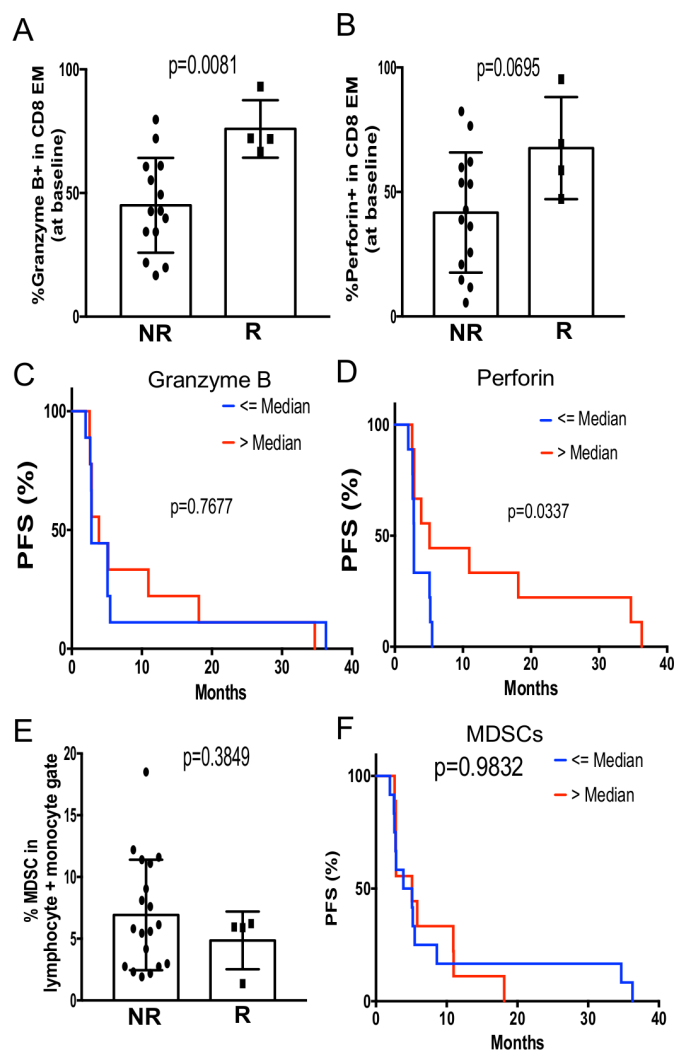 A
p=0.0081
%Granzyme B+ in CD8 EM
(at baseline)
100
50
0
NR
R
B
p=0.0695
%Perforin+ in CD8 EM
(at baseline)
100
50
0
NR
R
C
Granzyme B
<= Median
> Median
p=0.7677
PFS (%)
100
50
0
0
10
20
30
40
Months
D
Perforin
<= Median
> Median
p=0.0337
PFS (%)
100
50
0
0
10
20
30
40
Months
E
p=0.3849
% MDSC in
lymphocyte + monocyte gate
20
15
10
5
0
NR
R
F
MDSCs
p=0.9832
<= Median
> Median
PFS (%)
100
50
0
0
10
20
30
40
Months